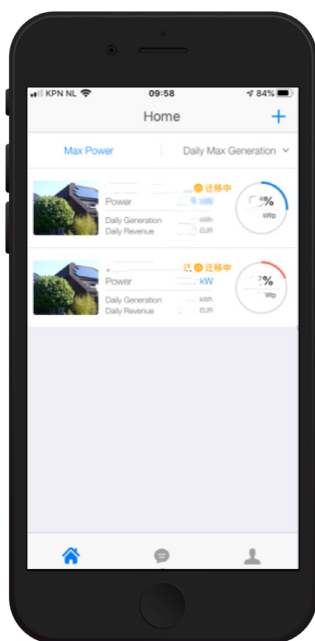 KPN NL 09:58 84%
Home +
Max Power Daily Max Generation
迁移中
Power kW %
Daily Generation kWh kWp
Daily Revenue EUR
迁移中
Power kW %
Daily Generation kWh Wp
Daily Revenue EUR